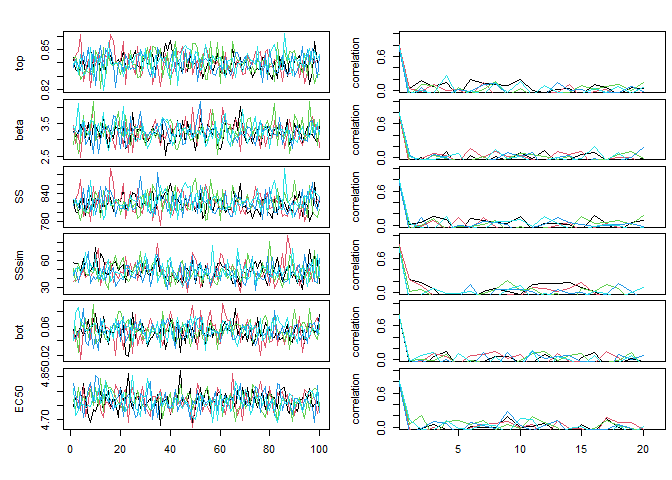 top
0.82 0.85
correlation
0.0 0.6
beta
2.5 3.5
correlation
0.0 0.6
SS
780 840
correlation
0.0 0.6
SSsim
30 60
correlation
0.0 0.6
bot
0.02 0.06
correlation
0.0 0.6
EC50
4.70 4.85
correlation
0.0 0.6
0 20 40 60 80 100
5 10 15 20